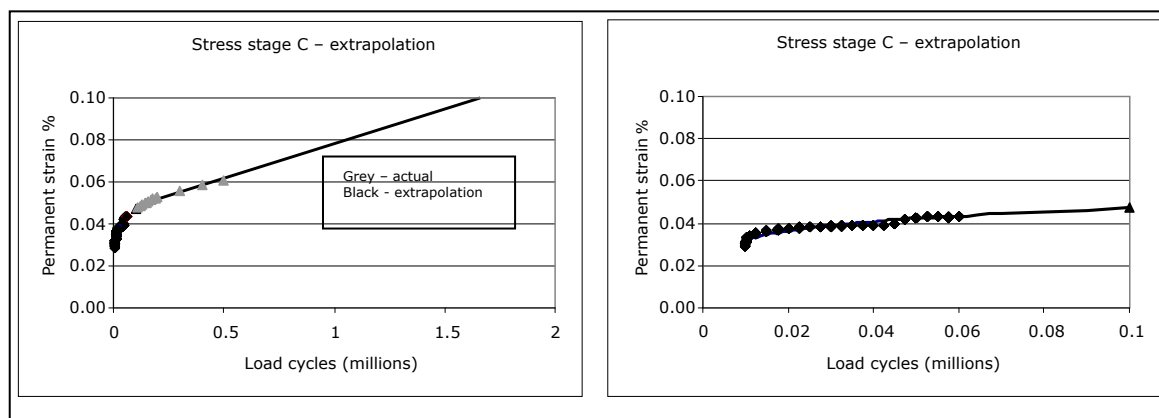 Stress stage C – extrapolation
Permanent strain %
0.10
0.08
0.06
0.04
0.02
0.00
Grey – actual
Black - extrapolation
0 0.5 1 1.5 2
Load cycles (millions)
Stress stage C – extrapolation
Permanent strain %
0.10
0.08
0.06
0.04
0.02
0.00
0 0.02 0.04 0.06 0.08 0.1
Load cycles (millions)